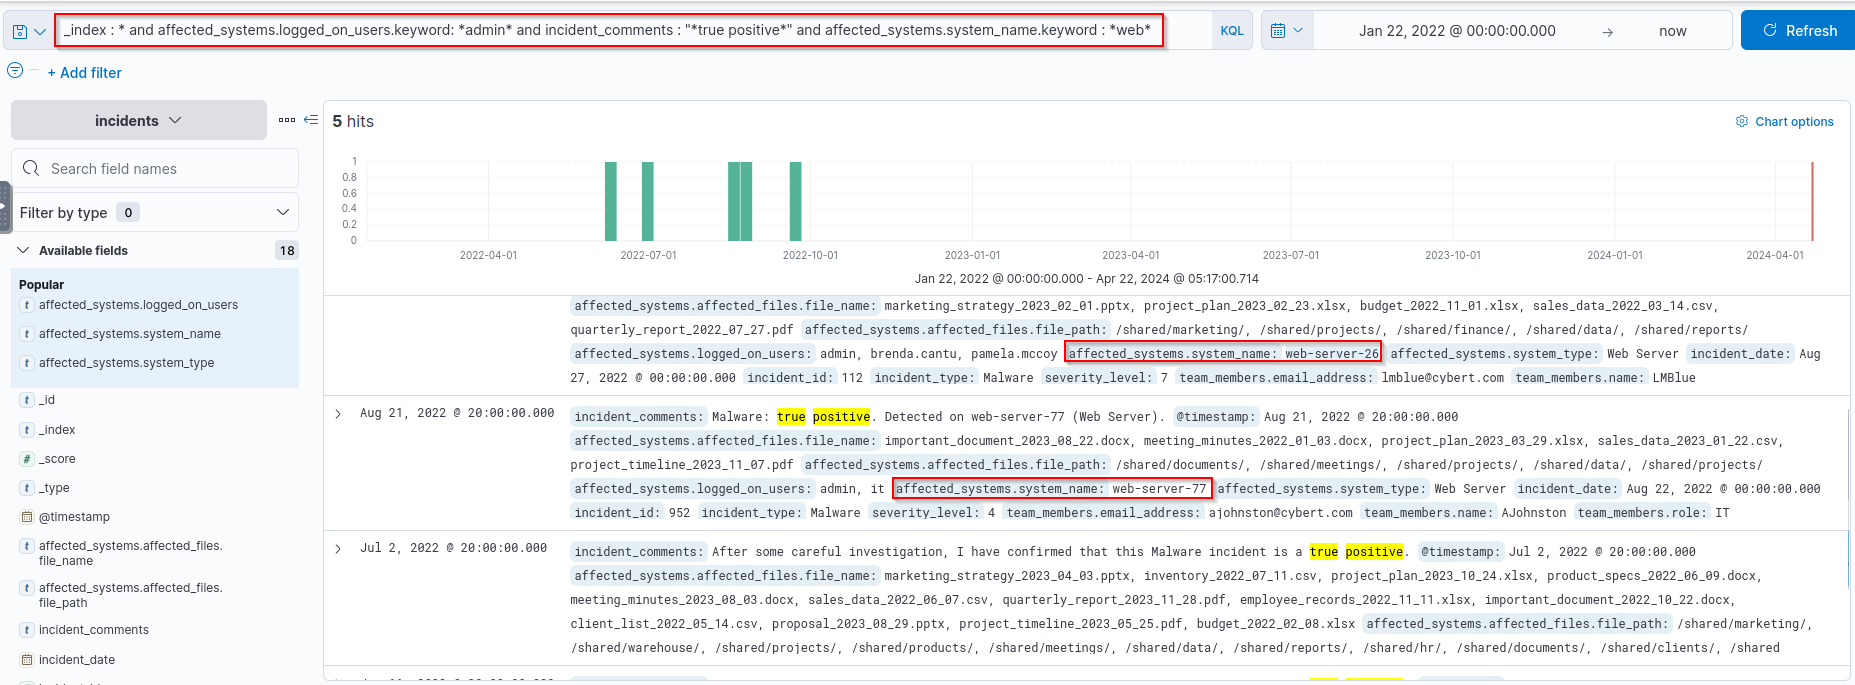 _index : * and affected_systems.logged_on_users.keyword: *admin* and incident_comments : "*true positive*" and affected_systems.system_name.keyword : *web*
KQL
Jan 22, 2022 @ 00:00:00.000 → now
Refresh
+ Add filter
incidents
Search field names
Filter by type 0
Available fields 18
Popular
affected_systems.logged_on_users
affected_systems.system_name
affected_systems.system_type
_id
_index
_score
_type
@timestamp
affected_systems.affected_files.
file_name
affected_systems.affected_files.
file_path
incident_comments
incident_date
5 hits
Chart options
1
0.8
0.6
0.4
0.2
0
2022-04-01 2022-07-01 2022-10-01 2023-01-01 2023-04-01 2023-07-01 2023-10-01 2024-01-01 2024-04-01
Jan 22, 2022 @ 00:00:00.000 - Apr 22, 2024 @ 05:17:00.714
affected_systems.affected_files.file_name: marketing_strategy_2023_02_01.pptx, project_plan_2023_02_23.xlsx, budget_2022_11_01.xlsx, sales_data_2022_03_14.csv,
quarterly_report_2022_07_27.pdf affected_systems.affected_files.file_path: /shared/marketing/, /shared/projects/, /shared/finance/, /shared/data/, /shared/reports/
affected_systems.logged_on_users: admin, brenda.cantu, pamela.mccoy affected_systems.system_name: web-server-26 affected_systems.system_type: Web Server incident_date: Aug
27, 2022 @ 00:00:00.000 incident_id: 112 incident_type: Malware severity_level: 7 team_members.email_address: lmblue@cybert.com team_members.name: LMBlue
Aug 21, 2022 @ 20:00:00.000
incident_comments: Malware: true positive. Detected on web-server-77 (Web Server). @timestamp: Aug 21, 2022 @ 20:00:00.000
affected_systems.affected_files.file_name: important_document_2023_08_22.docx, meeting_minutes_2022_01_03.docx, project_plan_2023_03_29.xlsx, sales_data_2023_01_22.csv,
project_timeline_2023_11_07.pdf affected_systems.affected_files.file_path: /shared/documents/, /shared/meetings/, /shared/projects/, /shared/data/, /shared/projects/
affected_systems.logged_on_users: admin, it affected_systems.system_name: web-server-77 affected_systems.system_type: Web Server incident_date: Aug 22, 2022 @ 00:00:00.000
incident_id: 952 incident_type: Malware severity_level: 4 team_members.email_address: ajohnston@cybert.com team_members.name: AJohnston team_members.role: IT
Jul 2, 2022 @ 20:00:00.000
incident_comments: After some careful investigation, I have confirmed that this Malware incident is a true positive. @timestamp: Jul 2, 2022 @ 20:00:00.000
affected_systems.affected_files.file_name: marketing_strategy_2023_04_03.pptx, inventory_2022_07_11.csv, project_plan_2023_10_24.xlsx, product_specs_2022_06_09.docx,
meeting_minutes_2023_08_03.docx, sales_data_2022_06_07.csv, quarterly_report_2023_11_28.pdf, employee_records_2022_11_11.xlsx, important_document_2022_10_22.docx,
client_list_2022_05_14.csv, proposal_2023_08_29.pptx, project_timeline_2023_05_25.pdf, budget_2022_02_08.xlsx affected_systems.affected_files.file_path: /shared/marketing/,
/shared/warehouse/, /shared/projects/, /shared/products/, /shared/meetings/, /shared/data/, /shared/reports/, /shared/hr/, /shared/documents/, /shared/clients/, /shared